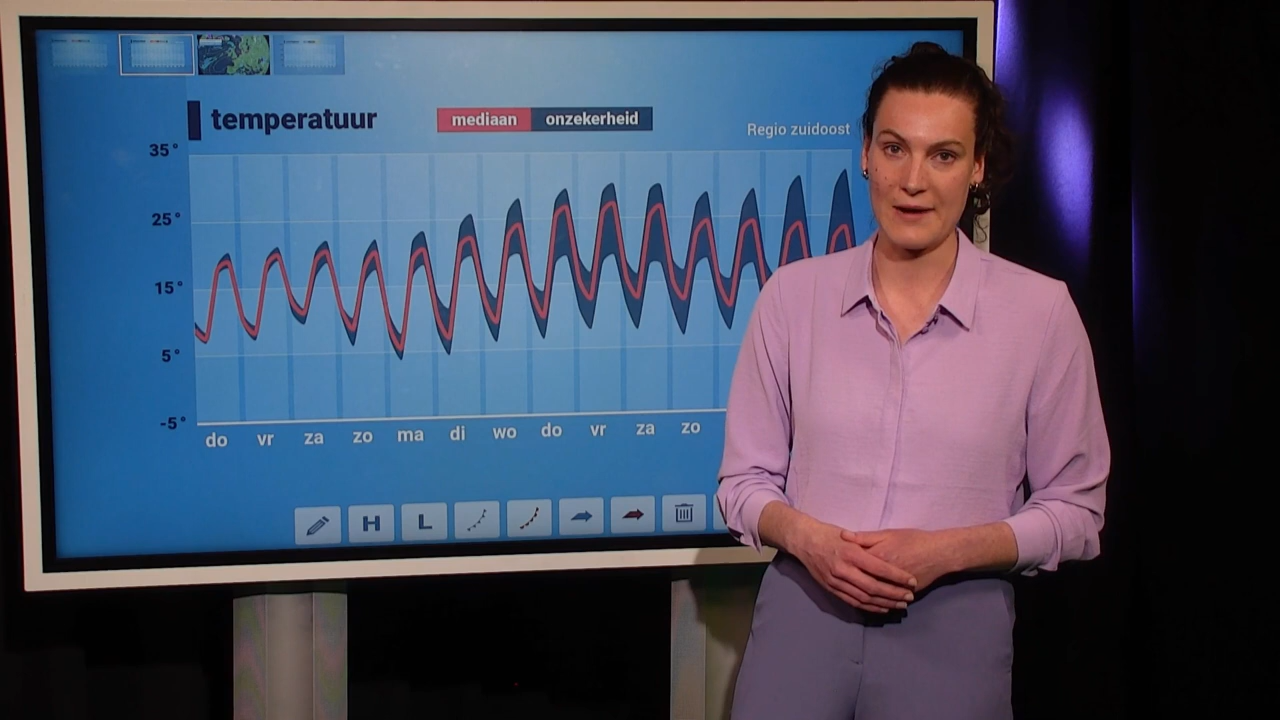 temperatuur
mediaan onzekerheid
Regio zuidoost
35°
25°
15°
5°
-5°
do vr za zo ma di wo do vr za zo
H L